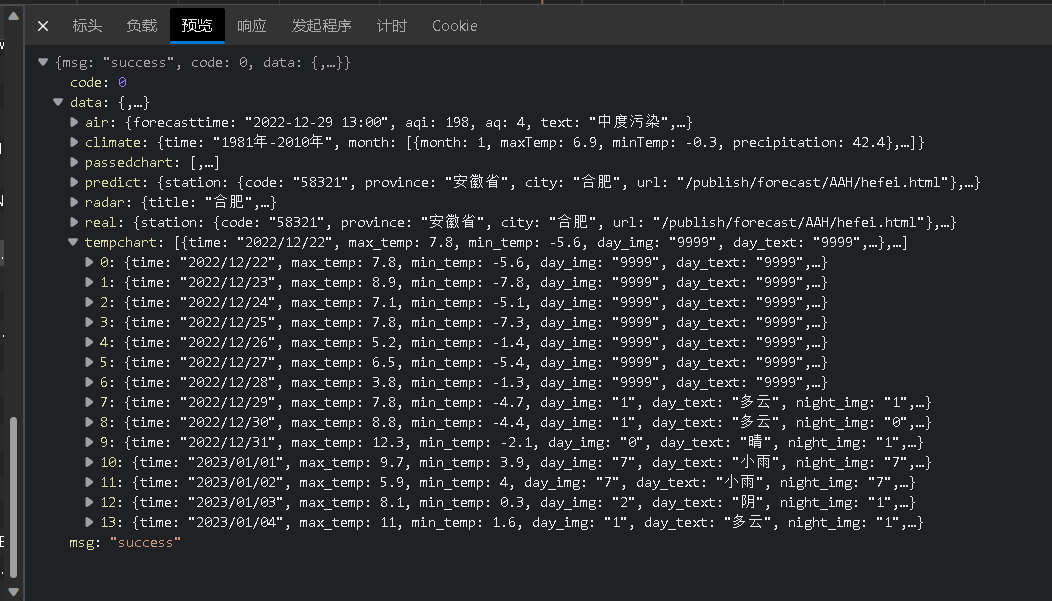 标头 负载 预览 响应 发起程序 计时 Cookie
{msg: "success", code: 0, data: {,…}}
code: 0
data: {,…}
air: {forecasttime: "2022-12-29 13:00", aqi: 198, aq: 4, text: "中度污染",…}
climate: {time: "1981年-2010年", month: [{month: 1, maxTemp: 6.9, minTemp: -0.3, precipitation: 42.4},…]}
passedchart: [,…]
predict: {station: {code: "58321", province: "安徽省", city: "合肥", url: "/publish/forecast/AAH/hefei.html"},…}
radar: {title: "合肥",…}
real: {station: {code: "58321", province: "安徽省", city: "合肥", url: "/publish/forecast/AAH/hefei.html"},…}
tempchart: [{time: "2022/12/22", max_temp: 7.8, min_temp: -5.6, day_img: "9999", day_text: "9999",…},…]
0: {time: "2022/12/22", max_temp: 7.8, min_temp: -5.6, day_img: "9999", day_text: "9999",…}
1: {time: "2022/12/23", max_temp: 8.9, min_temp: -7.8, day_img: "9999", day_text: "9999",…}
2: {time: "2022/12/24", max_temp: 7.1, min_temp: -5.1, day_img: "9999", day_text: "9999",…}
3: {time: "2022/12/25", max_temp: 7.8, min_temp: -7.3, day_img: "9999", day_text: "9999",…}
4: {time: "2022/12/26", max_temp: 5.2, min_temp: -1.4, day_img: "9999", day_text: "9999",…}
5: {time: "2022/12/27", max_temp: 6.5, min_temp: -5.4, day_img: "9999", day_text: "9999",…}
6: {time: "2022/12/28", max_temp: 3.8, min_temp: -1.3, day_img: "9999", day_text: "9999",…}
7: {time: "2022/12/29", max_temp: 7.8, min_temp: -4.7, day_img: "1", day_text: "多云", night_img: "1",…}
8: {time: "2022/12/30", max_temp: 8.8, min_temp: -4.4, day_img: "1", day_text: "多云", night_img: "0",…}
9: {time: "2022/12/31", max_temp: 12.3, min_temp: -2.1, day_img: "0", day_text: "晴", night_img: "1",…}
10: {time: "2023/01/01", max_temp: 9.7, min_temp: 3.9, day_img: "7", day_text: "小雨", night_img: "7",…}
11: {time: "2023/01/02", max_temp: 5.9, min_temp: 4, day_img: "7", day_text: "小雨", night_img: "7",…}
12: {time: "2023/01/03", max_temp: 8.1, min_temp: 0.3, day_img: "2", day_text: "阴", night_img: "1",…}
13: {time: "2023/01/04", max_temp: 11, min_temp: 1.6, day_img: "1", day_text: "多云", night_img: "1",…}
msg: "success"